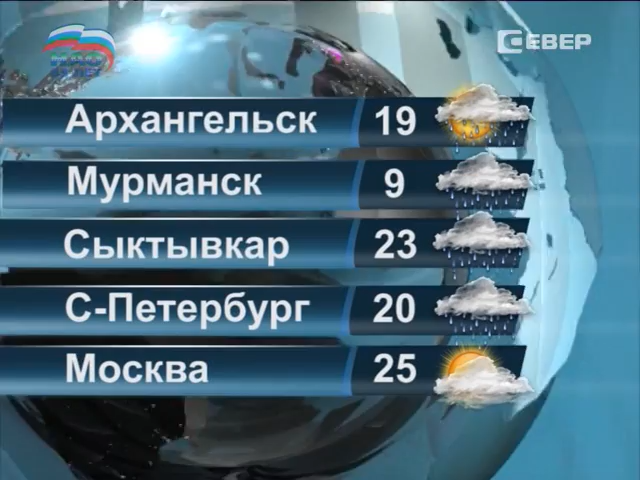 СЕВЕР
Архангельск 19
Мурманск 9
Сыктывкар 23
С-Петербург 20
Москва 25